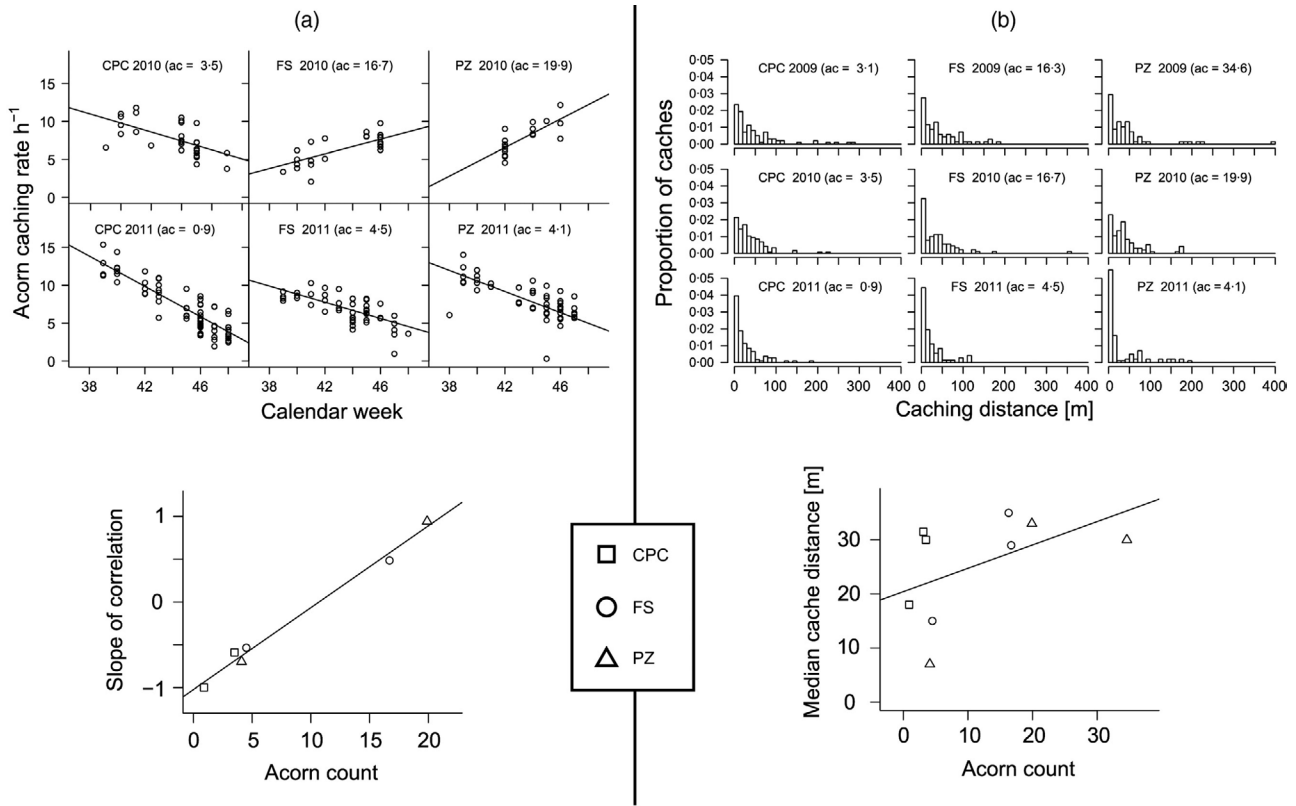 (a)
CPC 2010 (ac = 3·5)
FS 2010 (ac = 16·7)
PZ 2010 (ac = 19·9)
15
10
5
0
CPC 2011 (ac = 0·9)
FS 2011 (ac = 4·5)
PZ 2011 (ac = 4·1)
15
10
5
0
Acorn caching rate h⁻¹
38 42 46 38 42 46 38 42 46
Calendar week
1
0
−1
Slope of correlation
0 5 10 15 20
Acorn count
CPC
FS
PZ
(b)
0·05
0·04
0·03
0·02
0·01
0·00
CPC 2009 (ac = 3·1)
FS 2009 (ac = 16·3)
PZ 2009 (ac = 34·6)
0·05
0·04
0·03
0·02
0·01
0·00
CPC 2010 (ac = 3·5)
FS 2010 (ac = 16·7)
PZ 2010 (ac = 19·9)
0·05
0·04
0·03
0·02
0·01
0·00
CPC 2011 (ac = 0·9)
FS 2011 (ac = 4·5)
PZ 2011 (ac = 4·1)
Proportion of caches
0 100 200 300 400 0 100 200 300 400 0 100 200 300 400
Caching distance [m]
30
20
10
0
Median cache distance [m]
0 10 20 30
Acorn count